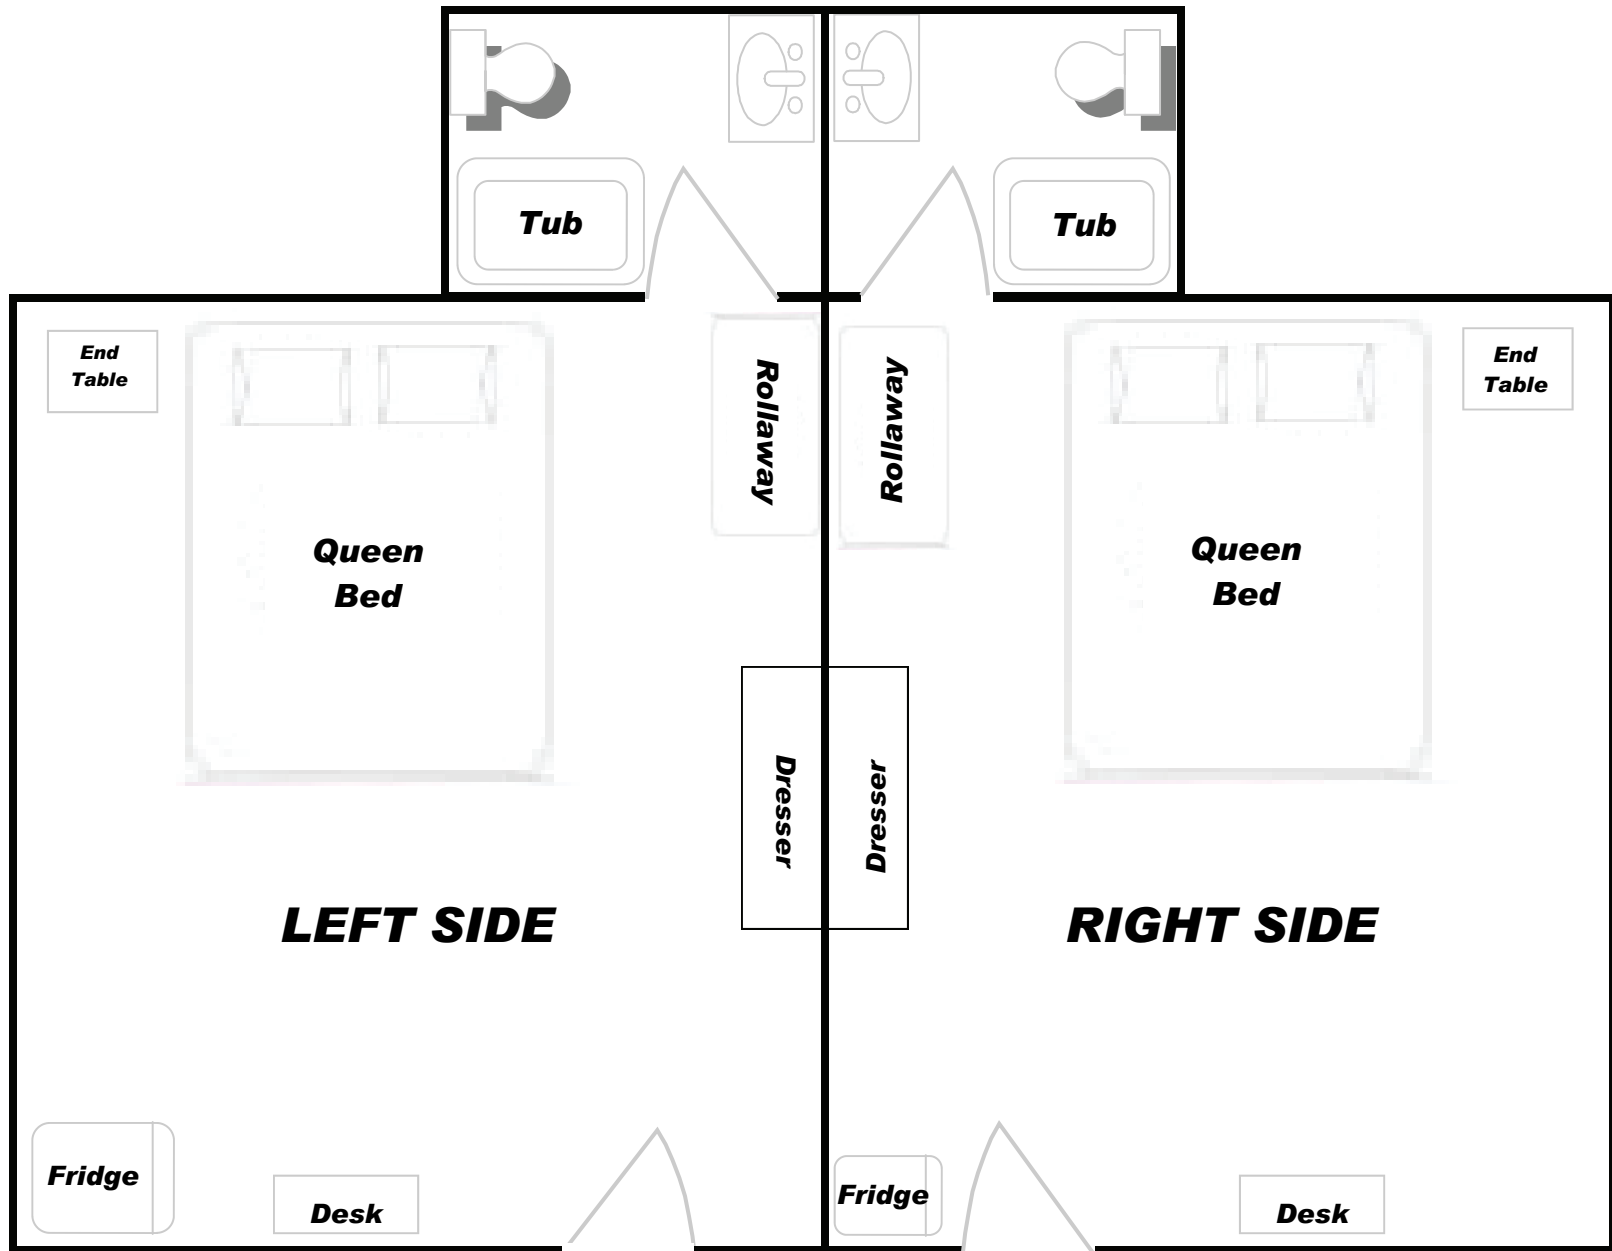 Tub
Tub
End
Table
Rollaway
Rollaway
End
Table
Queen
Bed
Queen
Bed
Dresser
Dresser
LEFT SIDE
RIGHT SIDE
Fridge
Desk
Fridge
Desk